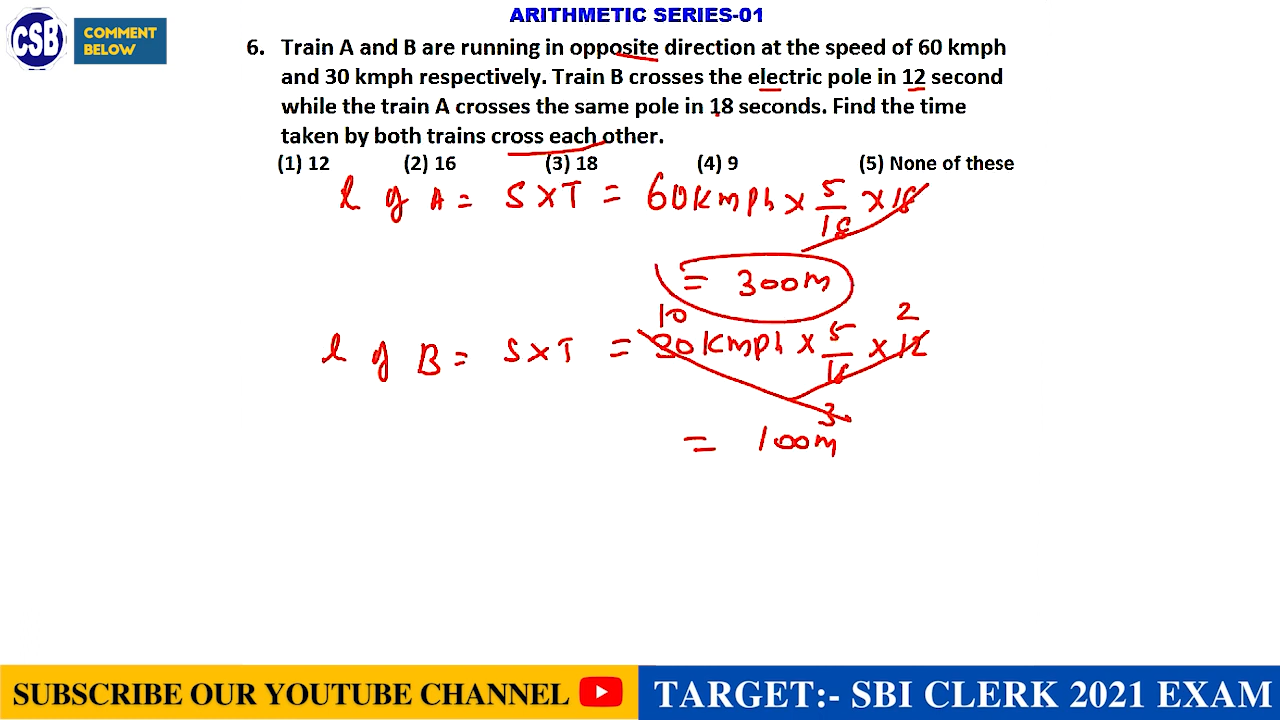 ARITHMETIC SERIES-01
CSB
COMMENT
BELOW
6. Train A and B are running in opposite direction at the speed of 60 kmph
and 30 kmph respectively. Train B crosses the electric pole in 12 second
while the train A crosses the same pole in 18 seconds. Find the time
taken by both trains cross each other.
(1) 12 (2) 16 (3) 18 (4) 9 (5) None of these
l of A = S×T = 60 Kmph × 5/18 × 18
= 300m
10 2
l of B = S×T = 30 Kmph × 5/18 × 12
3
= 100m
SUBSCRIBE OUR YOUTUBE CHANNEL
TARGET:- SBI CLERK 2021 EXAM